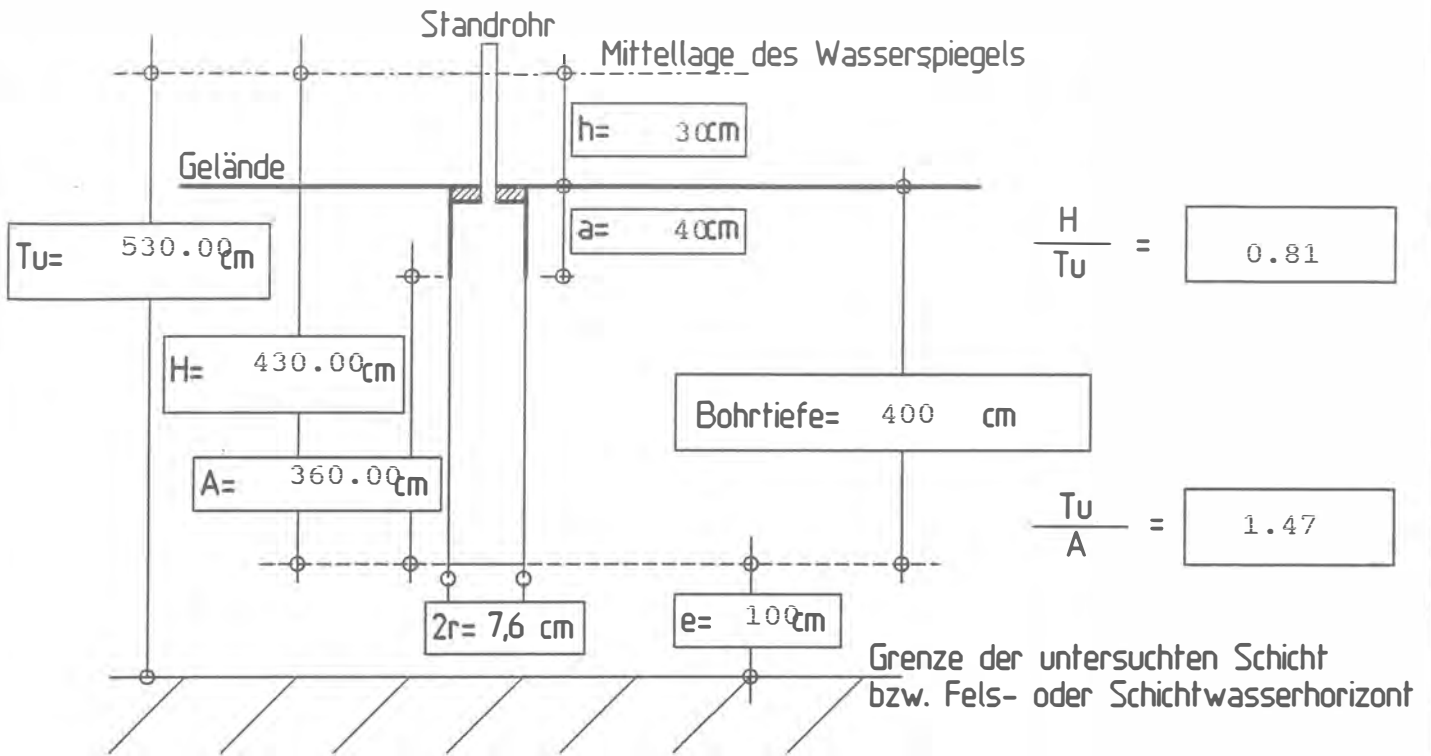 Standrohr
Mittellage des Wasserspiegels
h= 30cm
Gelände
a= 40cm
Tu= 530.00cm
H
Tu
= 0.81
H= 430.00cm
Bohrtiefe= 400 cm
A= 360.00cm
Tu
A
= 1.47
2r= 7,6 cm
e= 100cm
Grenze der untersuchten Schicht
bzw. Fels- oder Schichtwasserhorizont